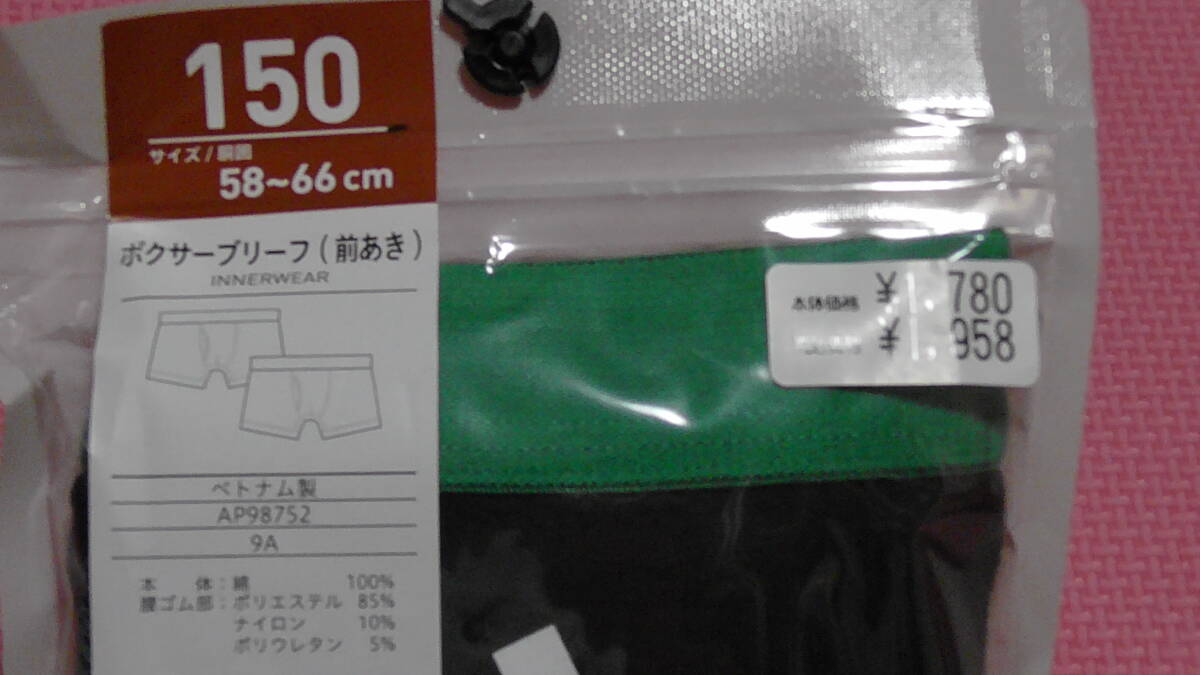 150
サイズ/胴囲
58~66cm
ボクサーブリーフ(前あき)
INNERWEAR
ベトナム製
AP98752
9A
本 体:綿 100%
腰ゴム部:ポリエステル 85%
ナイロン 10%
ポリウレタン 5%
本体価格 ¥1,780
¥1,958